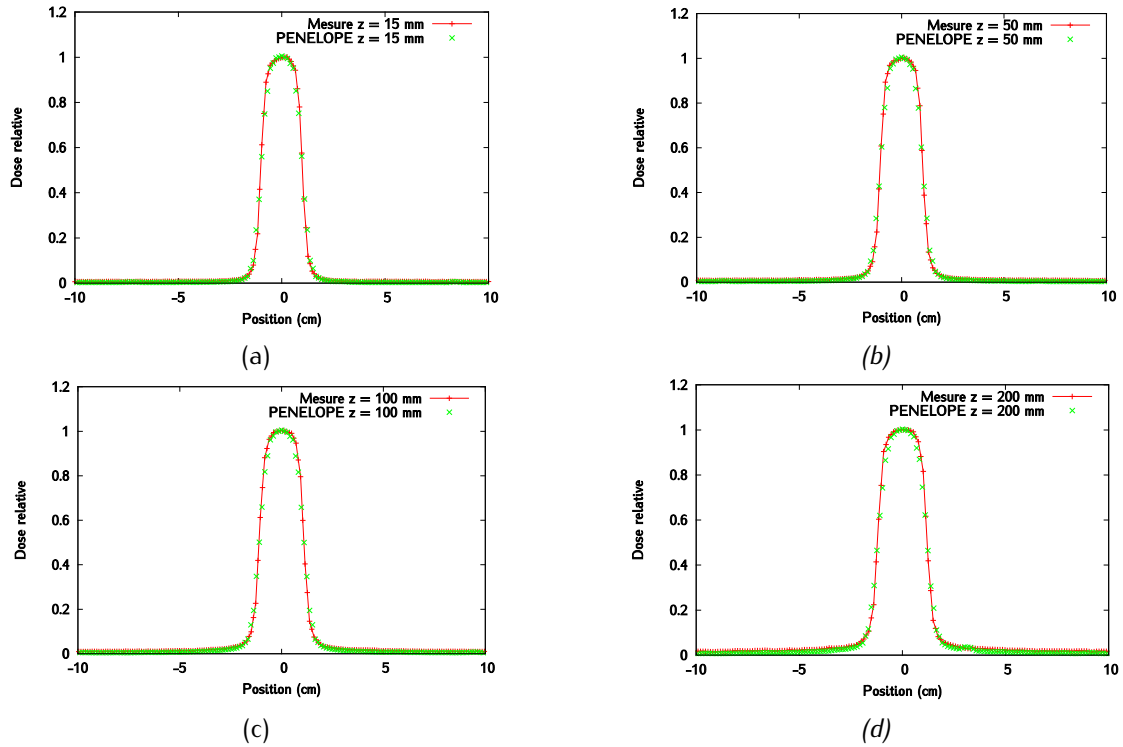 1.2
1
0.8
0.6
0.4
0.2
0
Dose relative
Mesure z = 15 mm
PENELOPE z = 15 mm
−10
−5
0
5
10
Position (cm)
(a)
1.2
1
0.8
0.6
0.4
0.2
0
Dose relative
Mesure z = 50 mm
PENELOPE z = 50 mm
−10
−5
0
5
10
Position (cm)
(b)
1.2
1
0.8
0.6
0.4
0.2
0
Dose relative
Mesure z = 100 mm
PENELOPE z = 100 mm
−10
−5
0
5
10
Position (cm)
(c)
1.2
1
0.8
0.6
0.4
0.2
0
Dose relative
Mesure z = 200 mm
PENELOPE z = 200 mm
−10
−5
0
5
10
Position (cm)
(d)